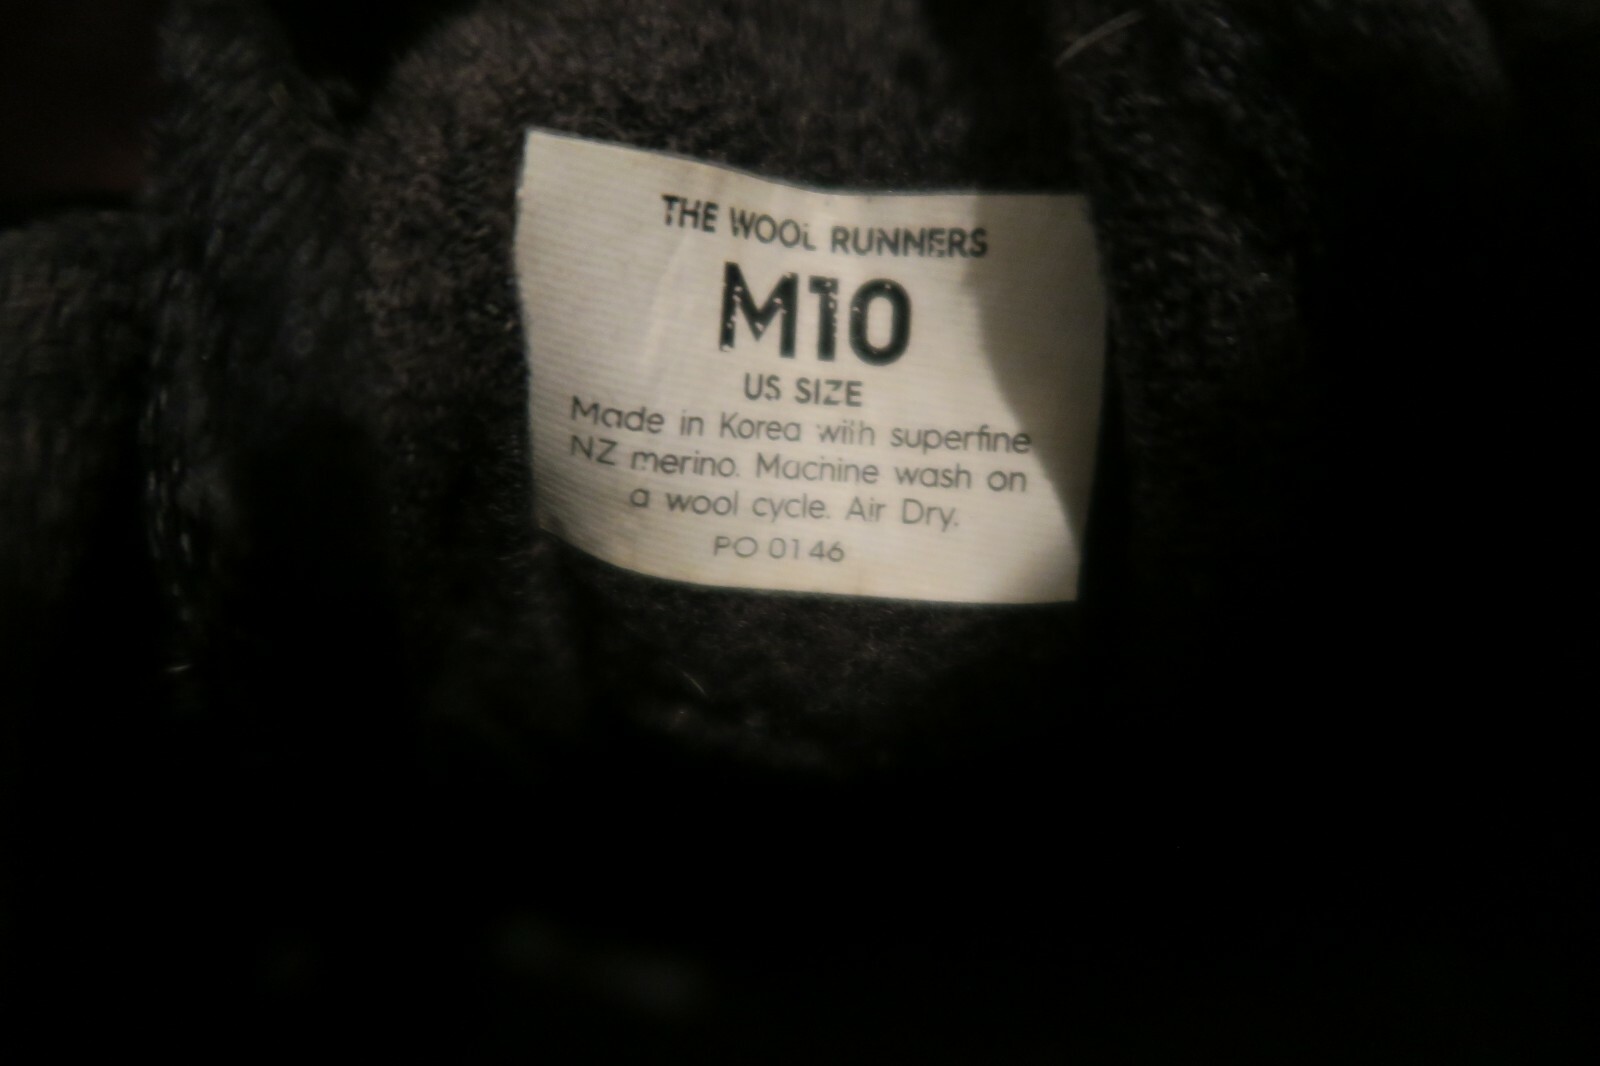 THE WOOL RUNNERS
M10
US SIZE
Made in Korea with superfine
NZ merino. Machine wash on
a wool cycle. Air Dry.
PO 0146